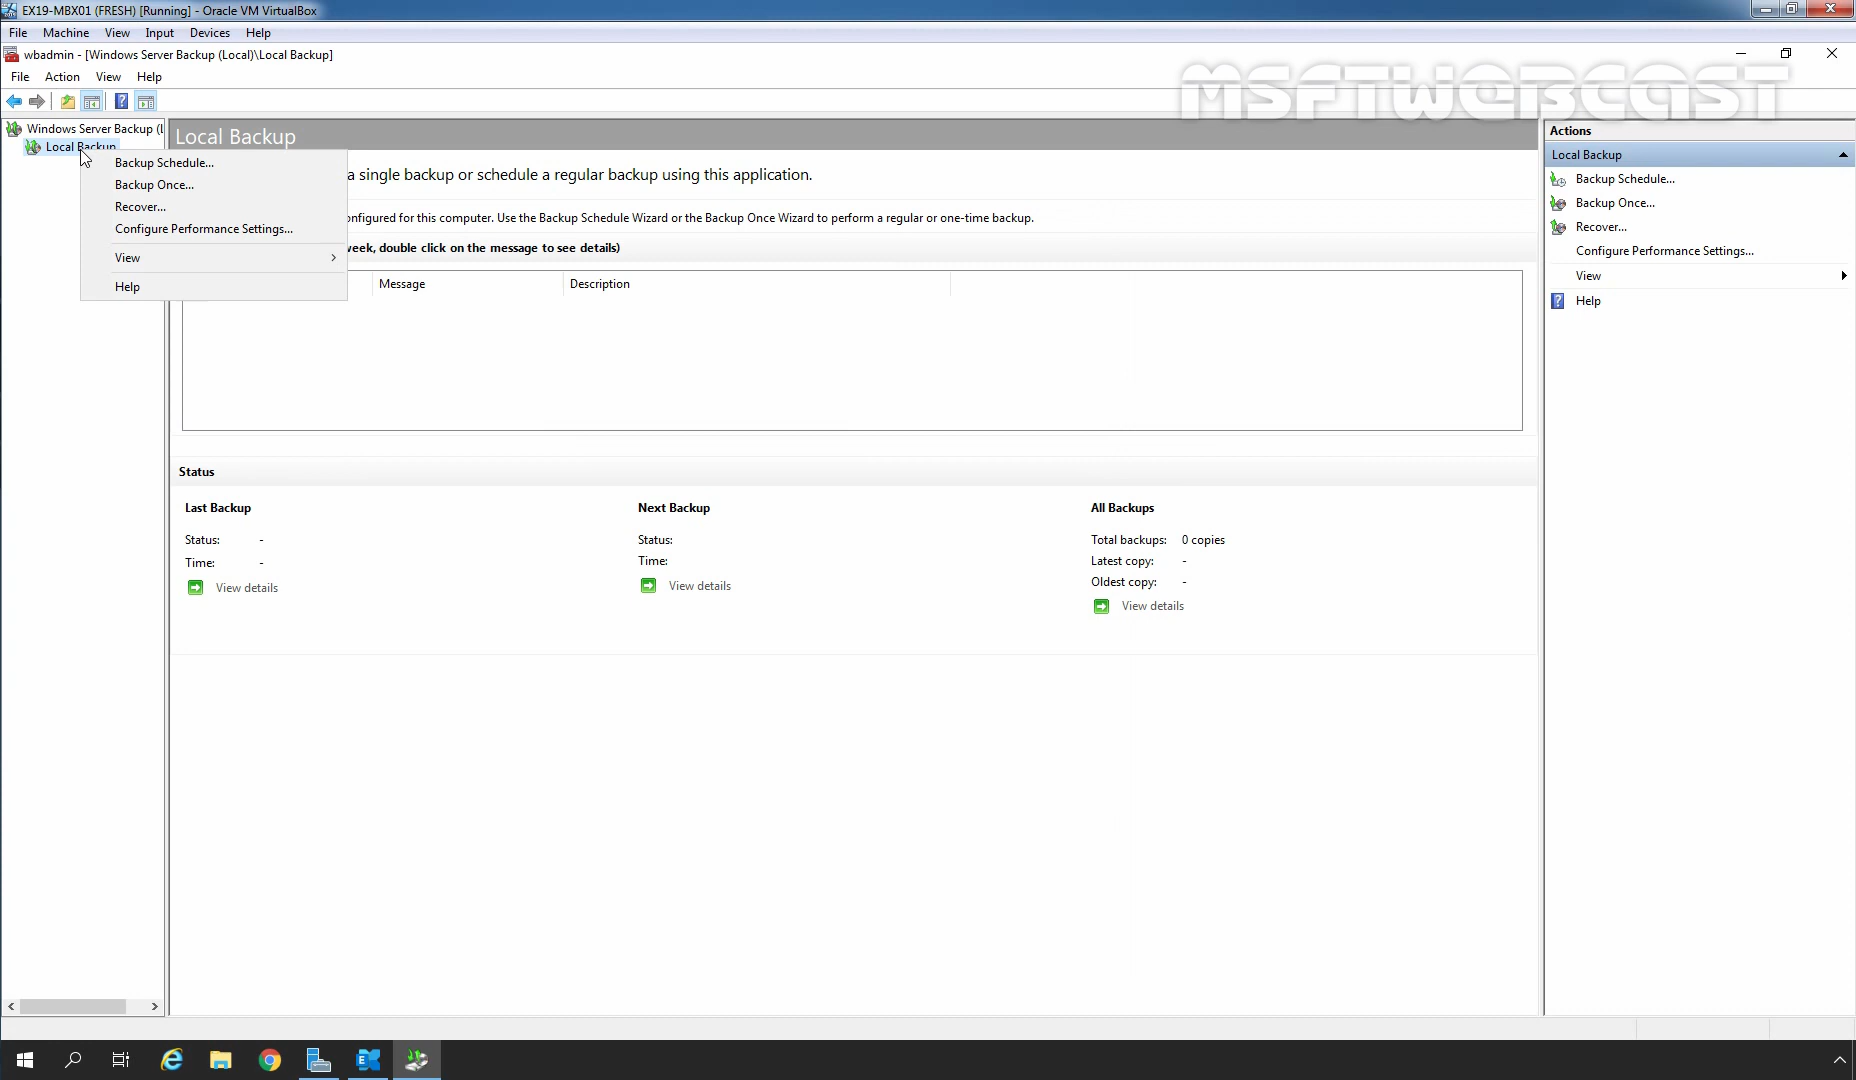 EX19-MBX01 (FRESH) [Running] - Oracle VM VirtualBox
File Machine View Input Devices Help
wbadmin - [Windows Server Backup (Local)\Local Backup]
File Action View Help
MSFTWEBCAST
Windows Server Backup (L
Local Backup
Backup Schedule...
Backup Once...
Recover...
Configure Performance Settings...
View
Help
Local Backup
a single backup or schedule a regular backup using this application.
onfigured for this computer. Use the Backup Schedule Wizard or the Backup Once Wizard to perform a regular or one-time backup.
week, double click on the message to see details)
Message Description
Status
Last Backup
Status: -
Time: -
View details
Next Backup
Status:
Time:
View details
All Backups
Total backups: 0 copies
Latest copy: -
Oldest copy: -
View details
Actions
Local Backup
Backup Schedule...
Backup Once...
Recover...
Configure Performance Settings...
View
Help